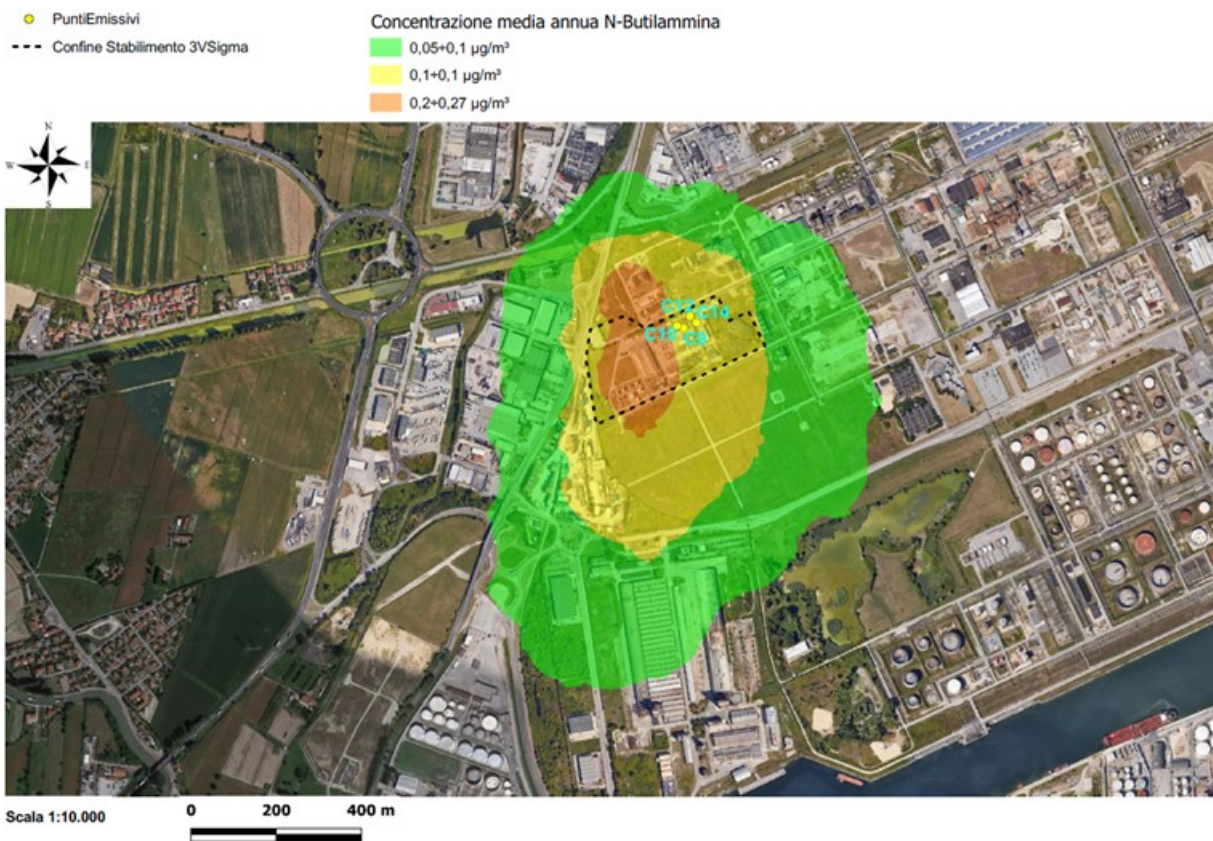 PuntiEmissivi
Confine Stabilimento 3VSigma
Concentrazione media annua N-Butilammina
0,05÷0,1 µg/m³
0,1÷0,1 µg/m³
0,2÷0,27 µg/m³
N
W E
S
C14
Scala 1:10.000
0 200 400 m